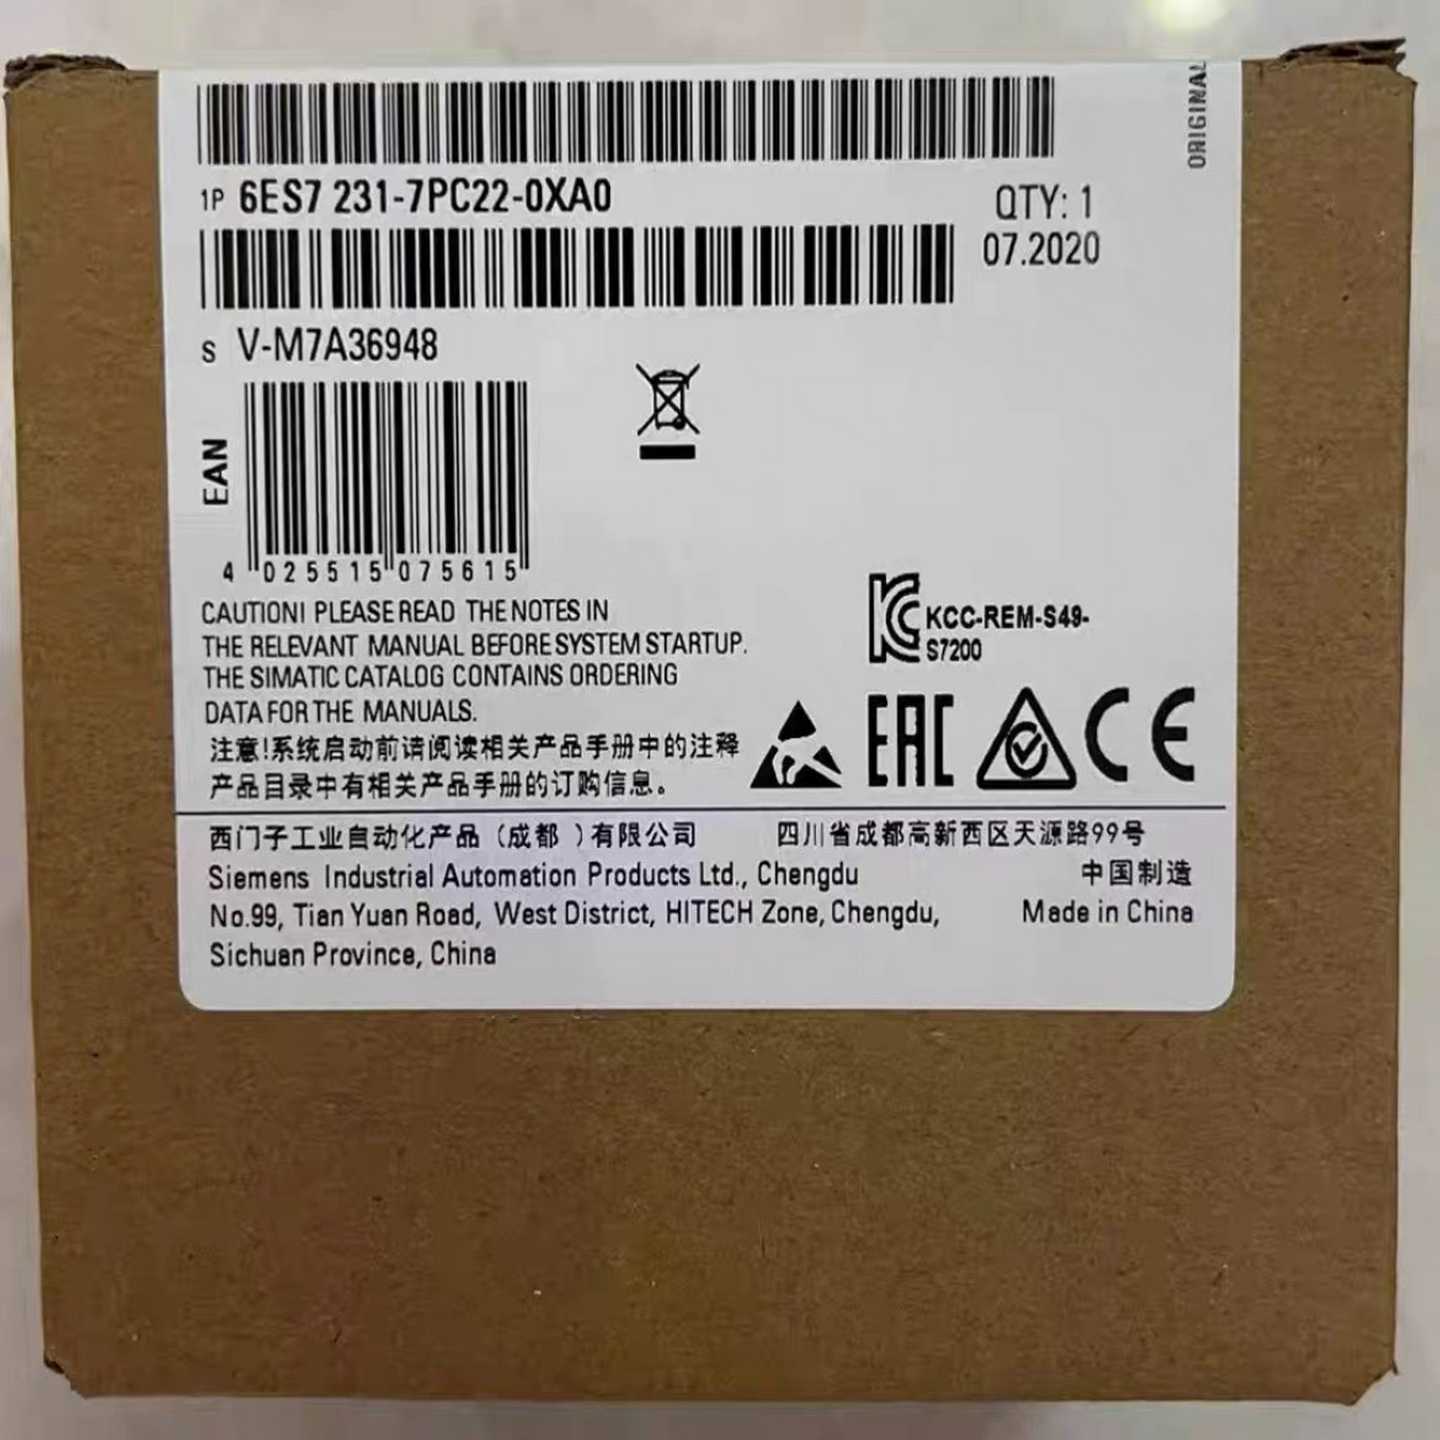 ORIGINAL
1P 6ES7 231-7PC22-0XA0
QTY: 1
07.2020
S V-M7A36948
EAN
4 025515 075615
CAUTION! PLEASE READ THE NOTES IN
THE RELEVANT MANUAL BEFORE SYSTEM STARTUP.
THE SIMATIC CATALOG CONTAINS ORDERING
DATA FOR THE MANUALS.
注意!系统启动前请阅读相关产品手册中的注释
产品目录中有相关产品手册的订购信息。
KCC-REM-S49-
S7200
EAC
CE
西门子工业自动化产品（成都 ）有限公司
四川省成都高新西区天源路99号
Siemens Industrial Automation Products Ltd., Chengdu
中国制造
No.99, Tian Yuan Road, West District, HITECH Zone, Chengdu,
Made in China
Sichuan Province, China